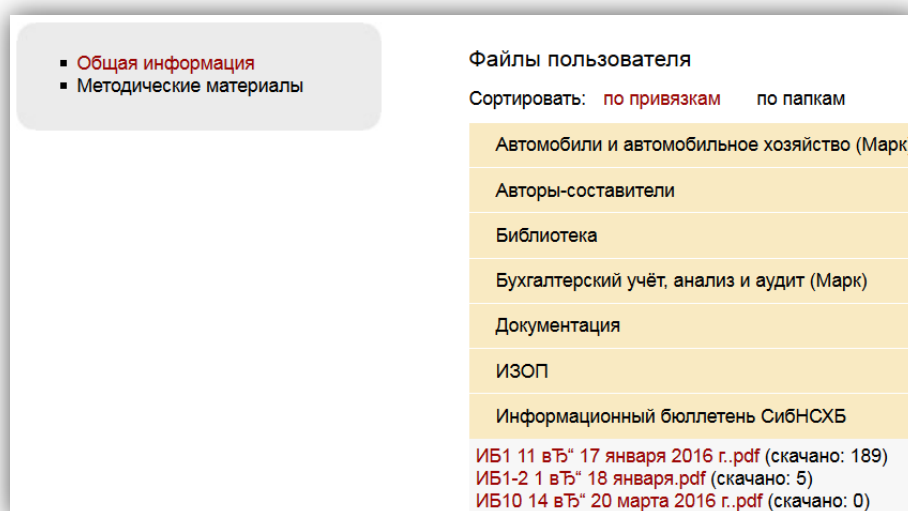 Общая информация
Методические материалы
Файлы пользователя
Сортировать: по привязкам по папкам
Автомобили и автомобильное хозяйство (Марк
Авторы-составители
Библиотека
Бухгалтерский учёт, анализ и аудит (Марк)
Документация
ИЗОП
Информационный бюллетень СибНСХБ
ИБ1 11 вЂ“ 17 января 2016 г..pdf (скачано: 189)
ИБ1-2 1 вЂ“ 18 января.pdf (скачано: 5)
ИБ10 14 вЂ“ 20 марта 2016 г..pdf (скачано: 0)